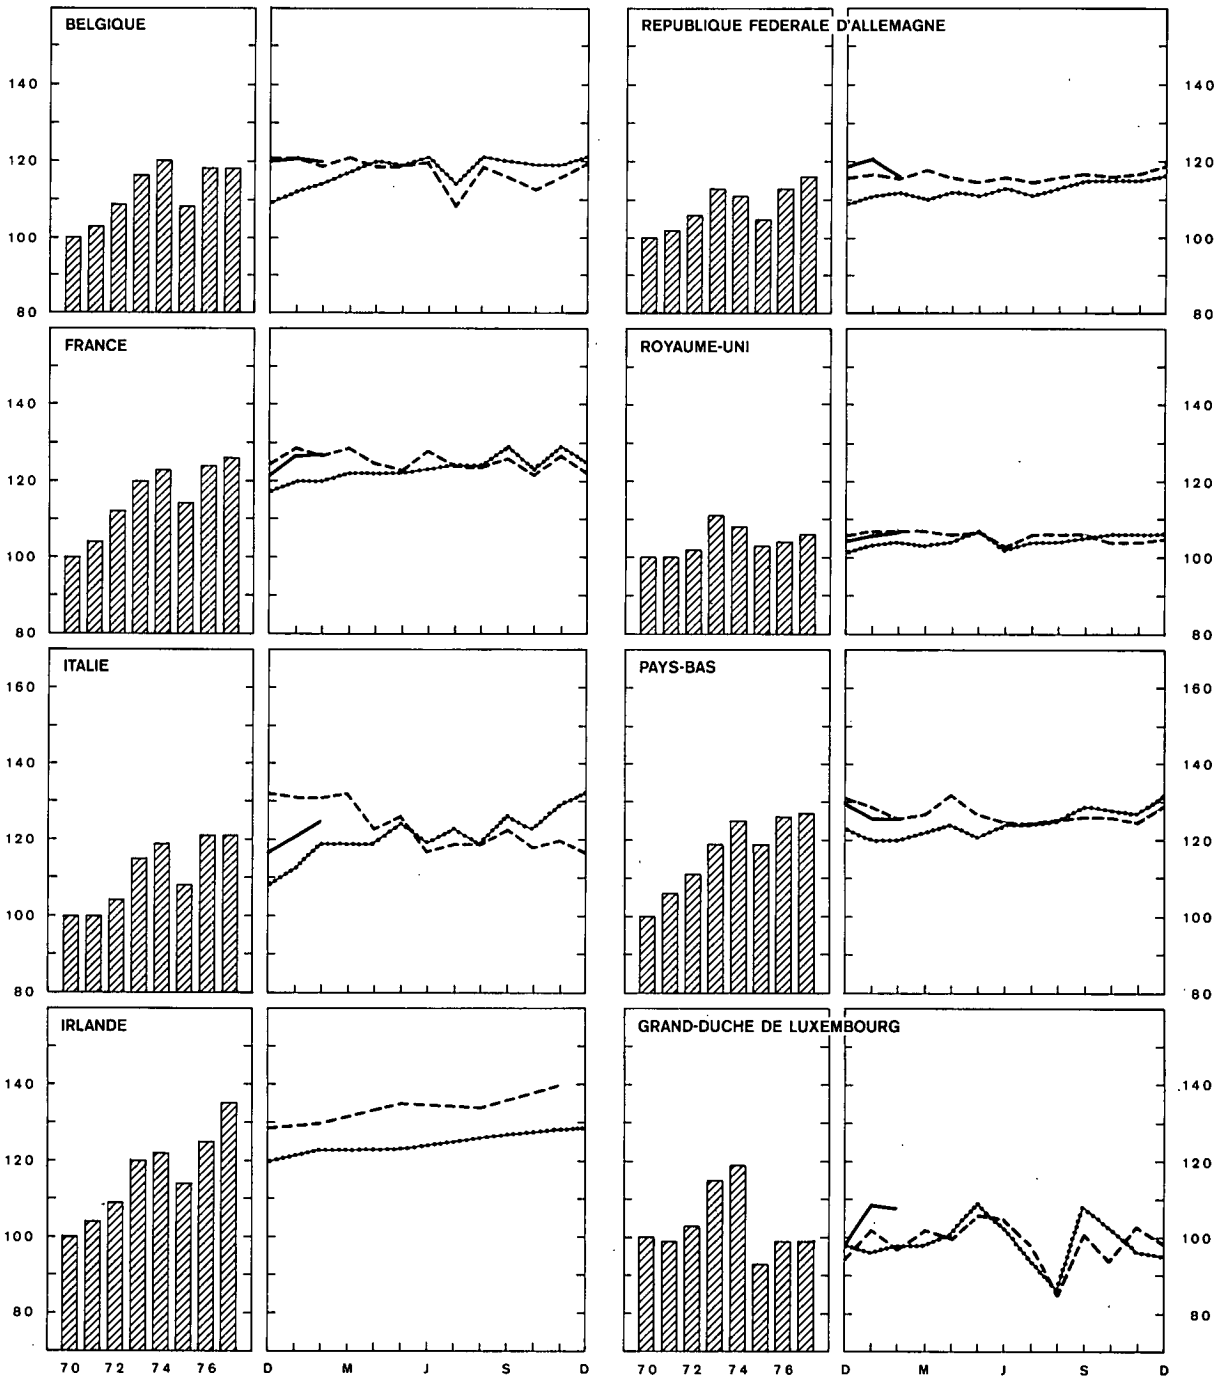 BELGIQUE
REPUBLIQUE FEDERALE D'ALLEMAGNE
140 140
120 120
100 100
80 80
FRANCE
ROYAUME-UNI
140 140
120 120
100 100
80 80
ITALIE
PAYS-BAS
160 160
140 140
120 120
100 100
80 80
IRLANDE
GRAND-DUCHE DE LUXEMBOURG
140 140
120 120
100 100
80 80
70 72 74 76 D M J S D 70 72 74 76 D M J S D